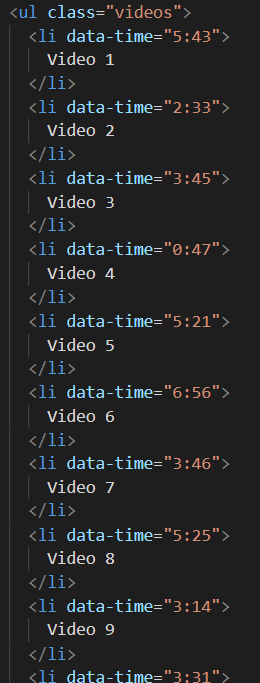 <ul class="videos">
<li data-time="5:43">
Video 1
</li>
<li data-time="2:33">
Video 2
</li>
<li data-time="3:45">
Video 3
</li>
<li data-time="0:47">
Video 4
</li>
<li data-time="5:21">
Video 5
</li>
<li data-time="6:56">
Video 6
</li>
<li data-time="3:46">
Video 7
</li>
<li data-time="5:25">
Video 8
</li>
<li data-time="3:14">
Video 9
</li>
<li data-time="3:31">